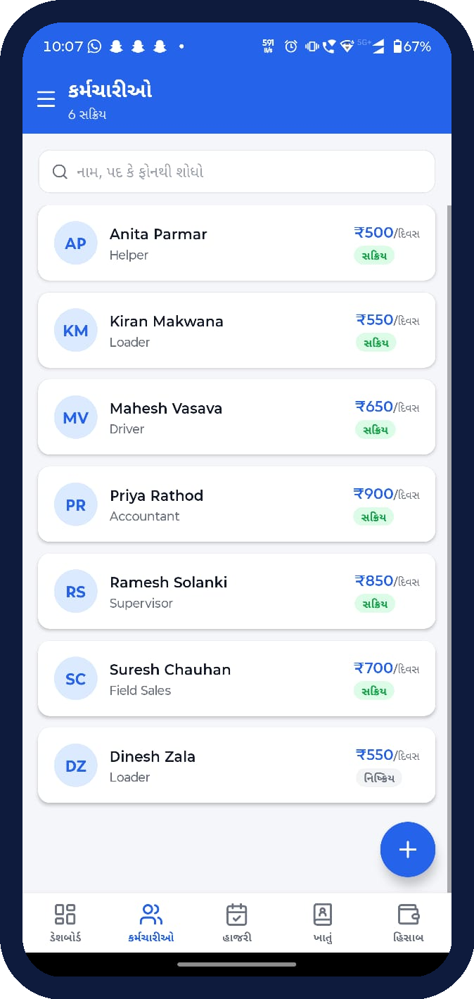 10:07
591 B/S 5G+ 67%
કર્મચારીઓ
6 સક્રિય
નામ, પદ કે ફોનથી શોધો
AP Anita Parmar ₹500/દિવસ
Helper સક્રિય
KM Kiran Makwana ₹550/દિવસ
Loader સક્રિય
MV Mahesh Vasava ₹650/દિવસ
Driver સક્રિય
PR Priya Rathod ₹900/દિવસ
Accountant સક્રિય
RS Ramesh Solanki ₹850/દિવસ
Supervisor સક્રિય
SC Suresh Chauhan ₹700/દિવસ
Field Sales સક્રિય
DZ Dinesh Zala ₹550/દિવસ
Loader નિષ્ક્રિય
ડેશબોર્ડ કર્મચારીઓ હાજરી ખાતું હિસાબ